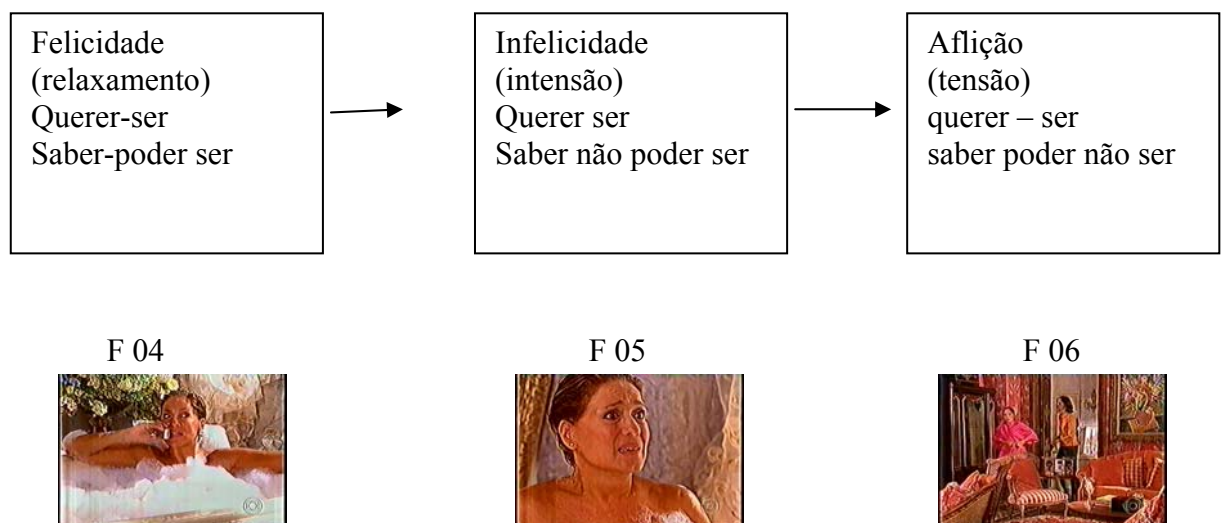 Felicidade
(relaxamento)
Querer-ser
Saber-poder ser
Infelicidade
(intensão)
Querer ser
Saber não poder ser
Aflição
(tensão)
querer – ser
saber poder não ser
F 04
F 05
F 06